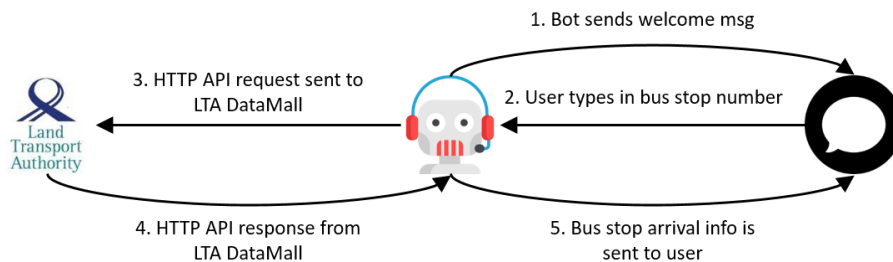 1. Bot sends welcome msg
3. HTTP API request sent to
LTA DataMall
2. User types in bus stop number
Land
Transport
Authority
4. HTTP API response from
LTA DataMall
5. Bus stop arrival info is
sent to user